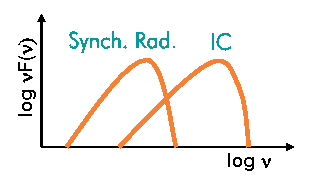 Synch. Rad. IC
log νF(ν)
log ν